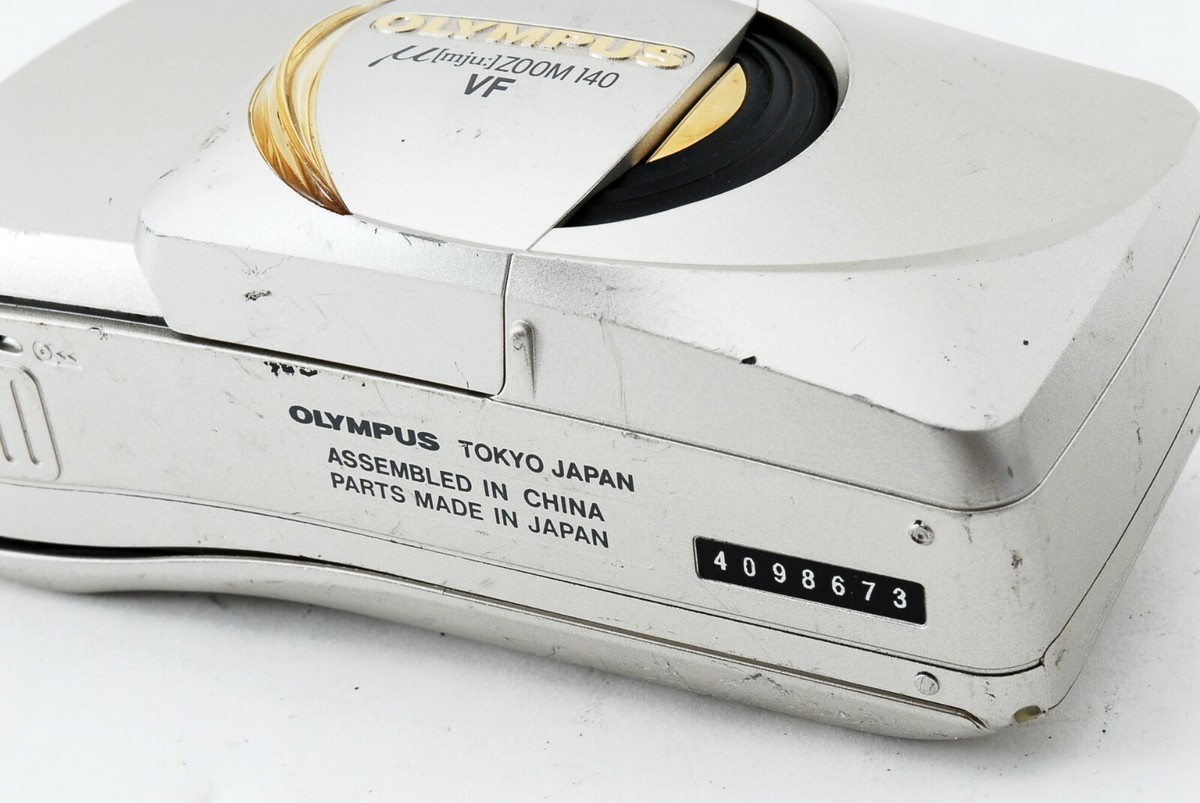 OLYMPUS
µ[mju:]ZOOM 140
VF
OLYMPUS TOKYO JAPAN
ASSEMBLED IN CHINA
PARTS MADE IN JAPAN
4098673